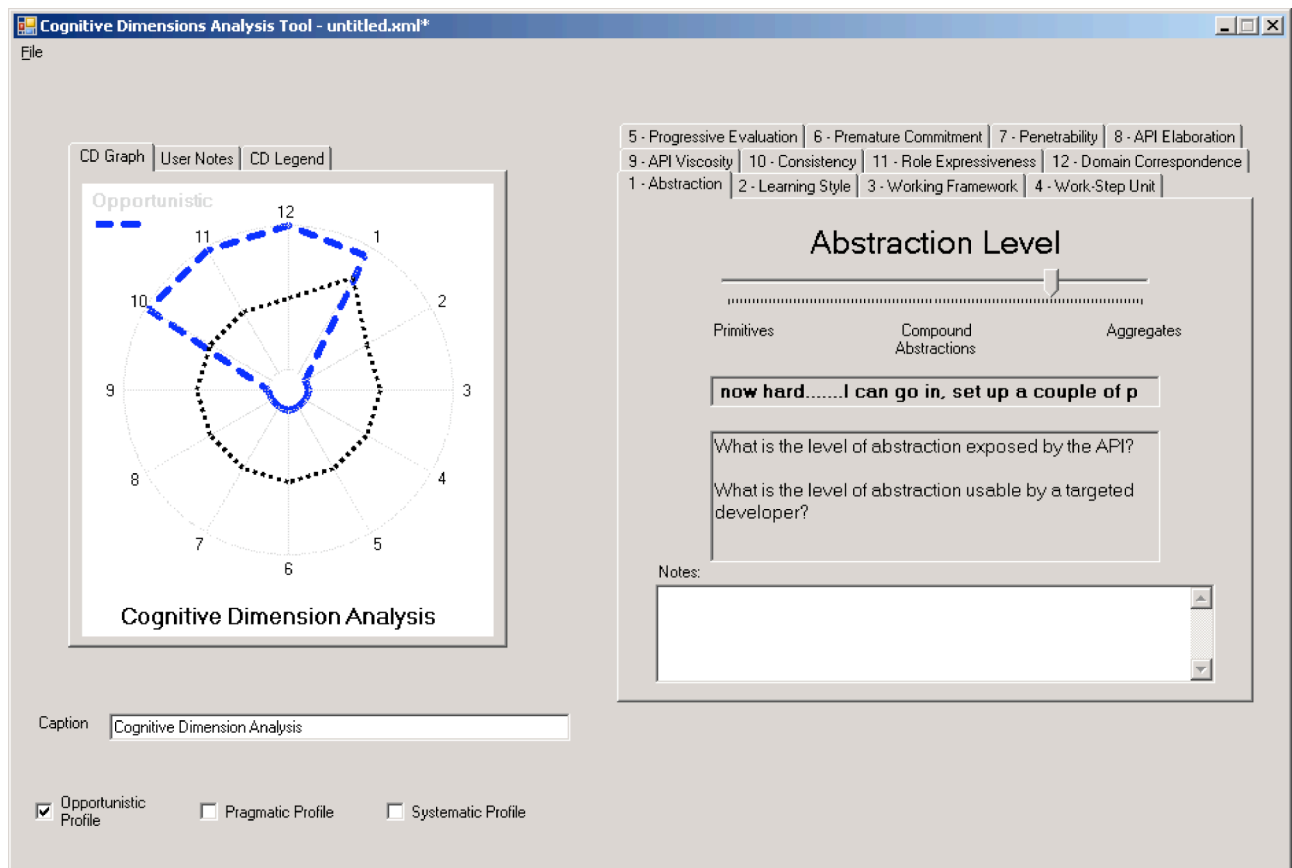 Cognitive Dimensions Analysis Tool - untitled.xml*
File
CD Graph User Notes CD Legend
Opportunistic
12
11 1
10 2
9 3
8 4
7 5
6
Cognitive Dimension Analysis
5 - Progressive Evaluation 6 - Premature Commitment 7 - Penetrability 8 - API Elaboration
9 - API Viscosity 10 - Consistency 11 - Role Expressiveness 12 - Domain Correspondence
1 - Abstraction 2 - Learning Style 3 - Working Framework 4 - Work-Step Unit
Abstraction Level
Primitives Compound Aggregates
Abstractions
now hard.......I can go in, set up a couple of p
What is the level of abstraction exposed by the API?
What is the level of abstraction usable by a targeted
developer?
Notes:
Caption Cognitive Dimension Analysis
Opportunistic
Profile
Pragmatic Profile
Systematic Profile